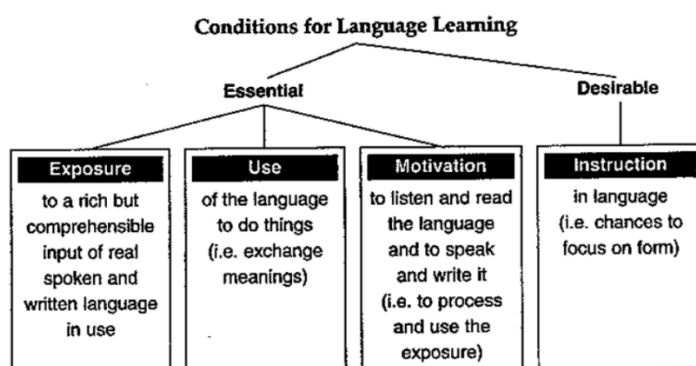 Conditions for Language Learning
Essential
Desirable
Exposure
to a rich but
comprehensible
input of real
spoken and
written language
in use
Use
of the language
to do things
(i.e. exchange
meanings)
Motivation
to listen and read
the language
and to speak
and write it
(i.e. to process
and use the
exposure)
Instruction
in language
(i.e. chances to
focus on form)